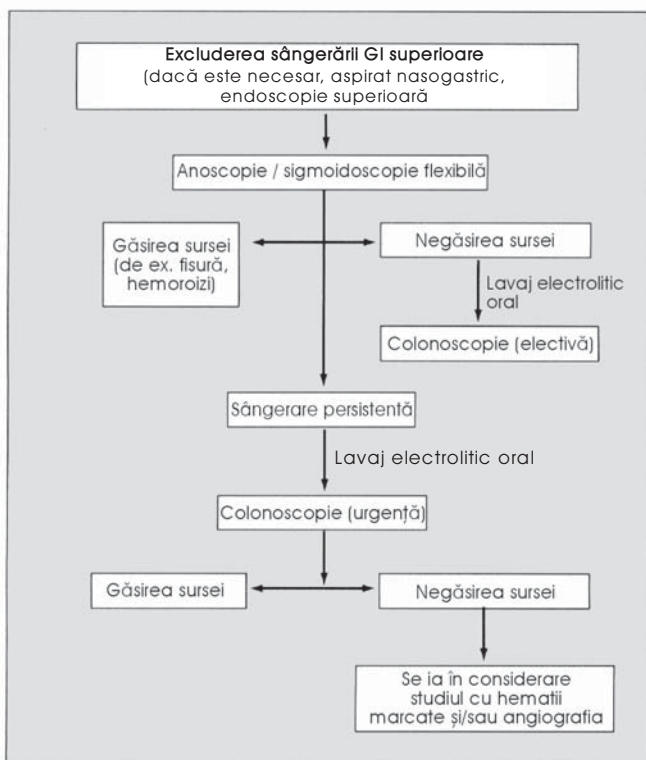 Excluderea sângerării GI superioare
(dacă este necesar, aspirat nasogastric,
endoscopie superioară
Anoscopie / sigmoidoscopie flexibilă
Găsirea sursei
(de ex. fisură,
hemoroizi)
Negăsirea sursei
Lavaj electrolitic
oral
Colonoscopie (electivă)
Sângerare persistentă
Lavaj electrolitic oral
Colonoscopie (urgență)
Găsirea sursei
Negăsirea sursei
Se ia în considerare
studiul cu hematii
marcate și/sau angiografia